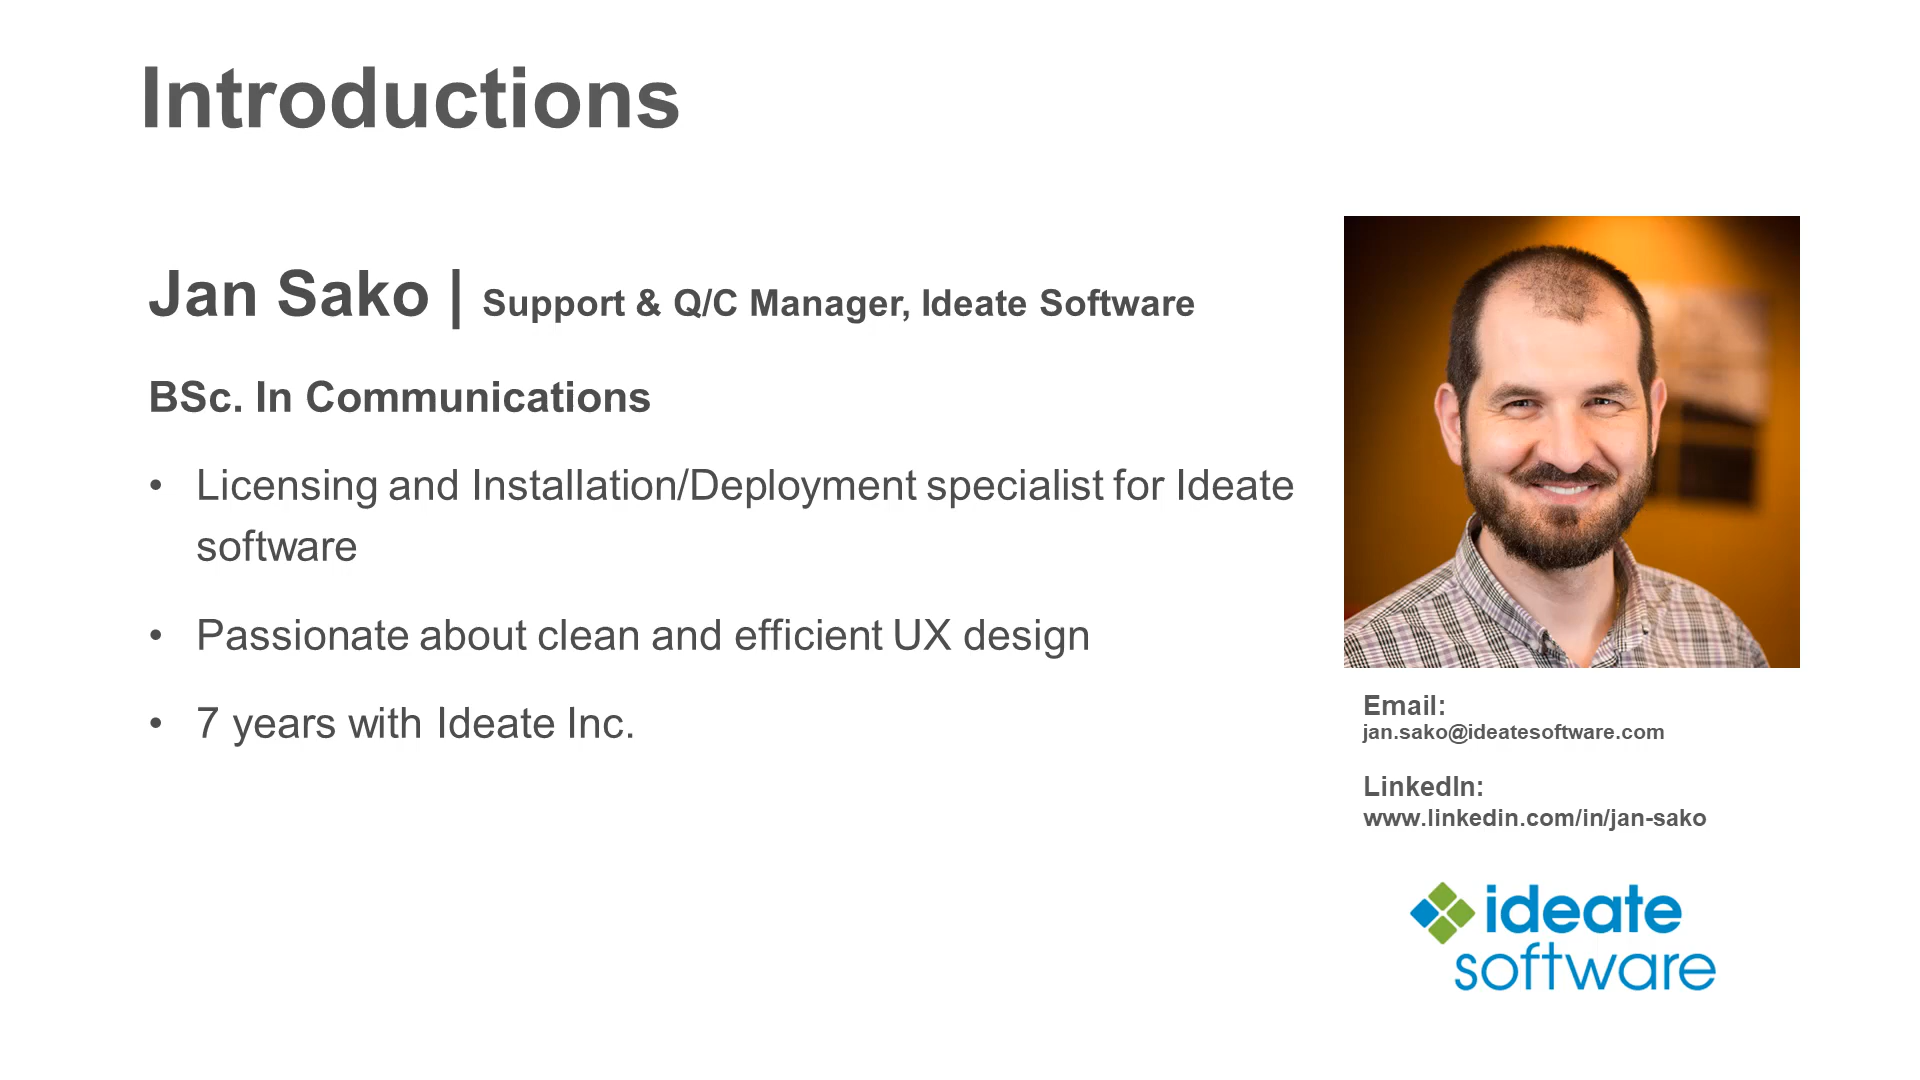 Introductions
Jan Sako | Support & Q/C Manager, Ideate Software
BSc. In Communications
• Licensing and Installation/Deployment specialist for Ideate
software
• Passionate about clean and efficient UX design
• 7 years with Ideate Inc.
Email:
jan.sako@ideatesoftware.com
LinkedIn:
www.linkedin.com/in/jan-sako
ideate
software